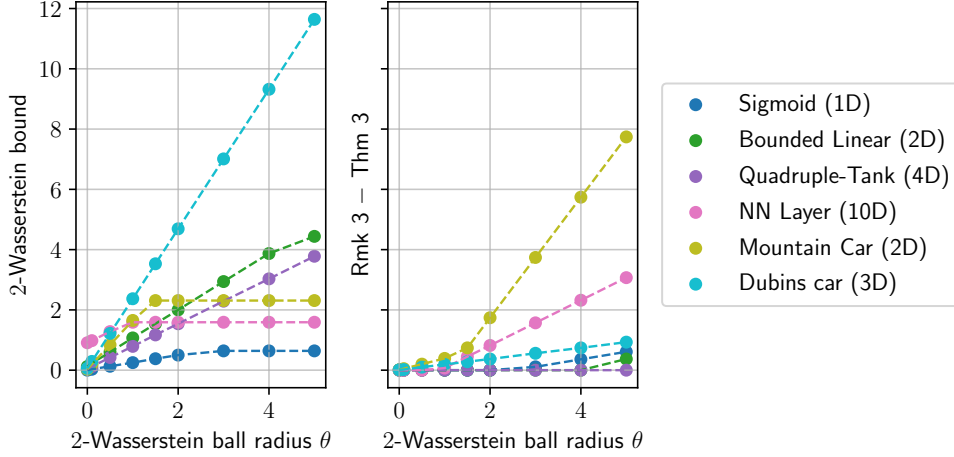 12
10
8
6
4
2
0
2-Wasserstein bound
0
2
4
2-Wasserstein ball radius θ
Rmk 3 − Thm 3
0
2
4
2-Wasserstein ball radius θ
Sigmoid (1D)
Bounded Linear (2D)
Quadruple-Tank (4D)
NN Layer (10D)
Mountain Car (2D)
Dubins car (3D)